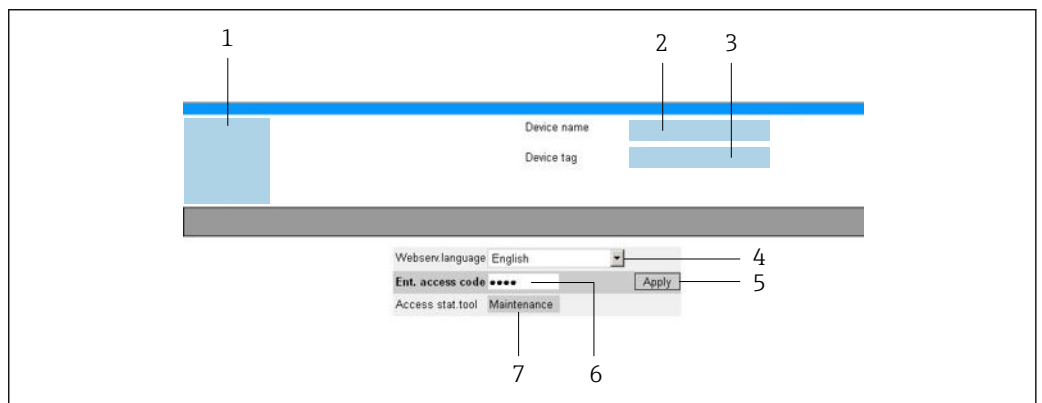 1 2 3
Device name
Device tag
Webserv.language English 4
Ent. access code •••• Apply 5
Access stat.tool Maintenance
7 6